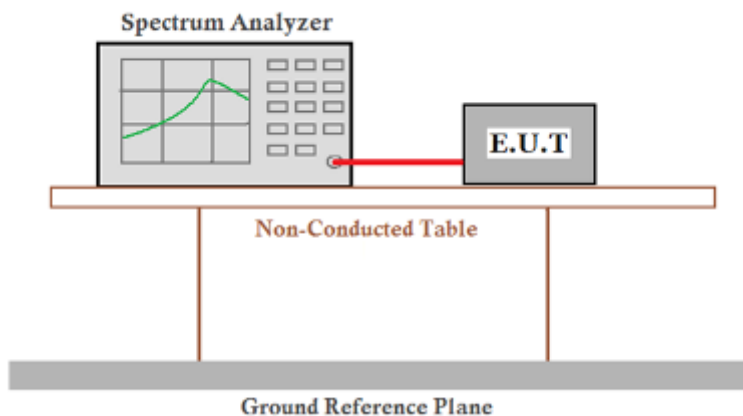 Spectrum Analyzer
E.U.T
Non-Conducted Table
Ground Reference Plane